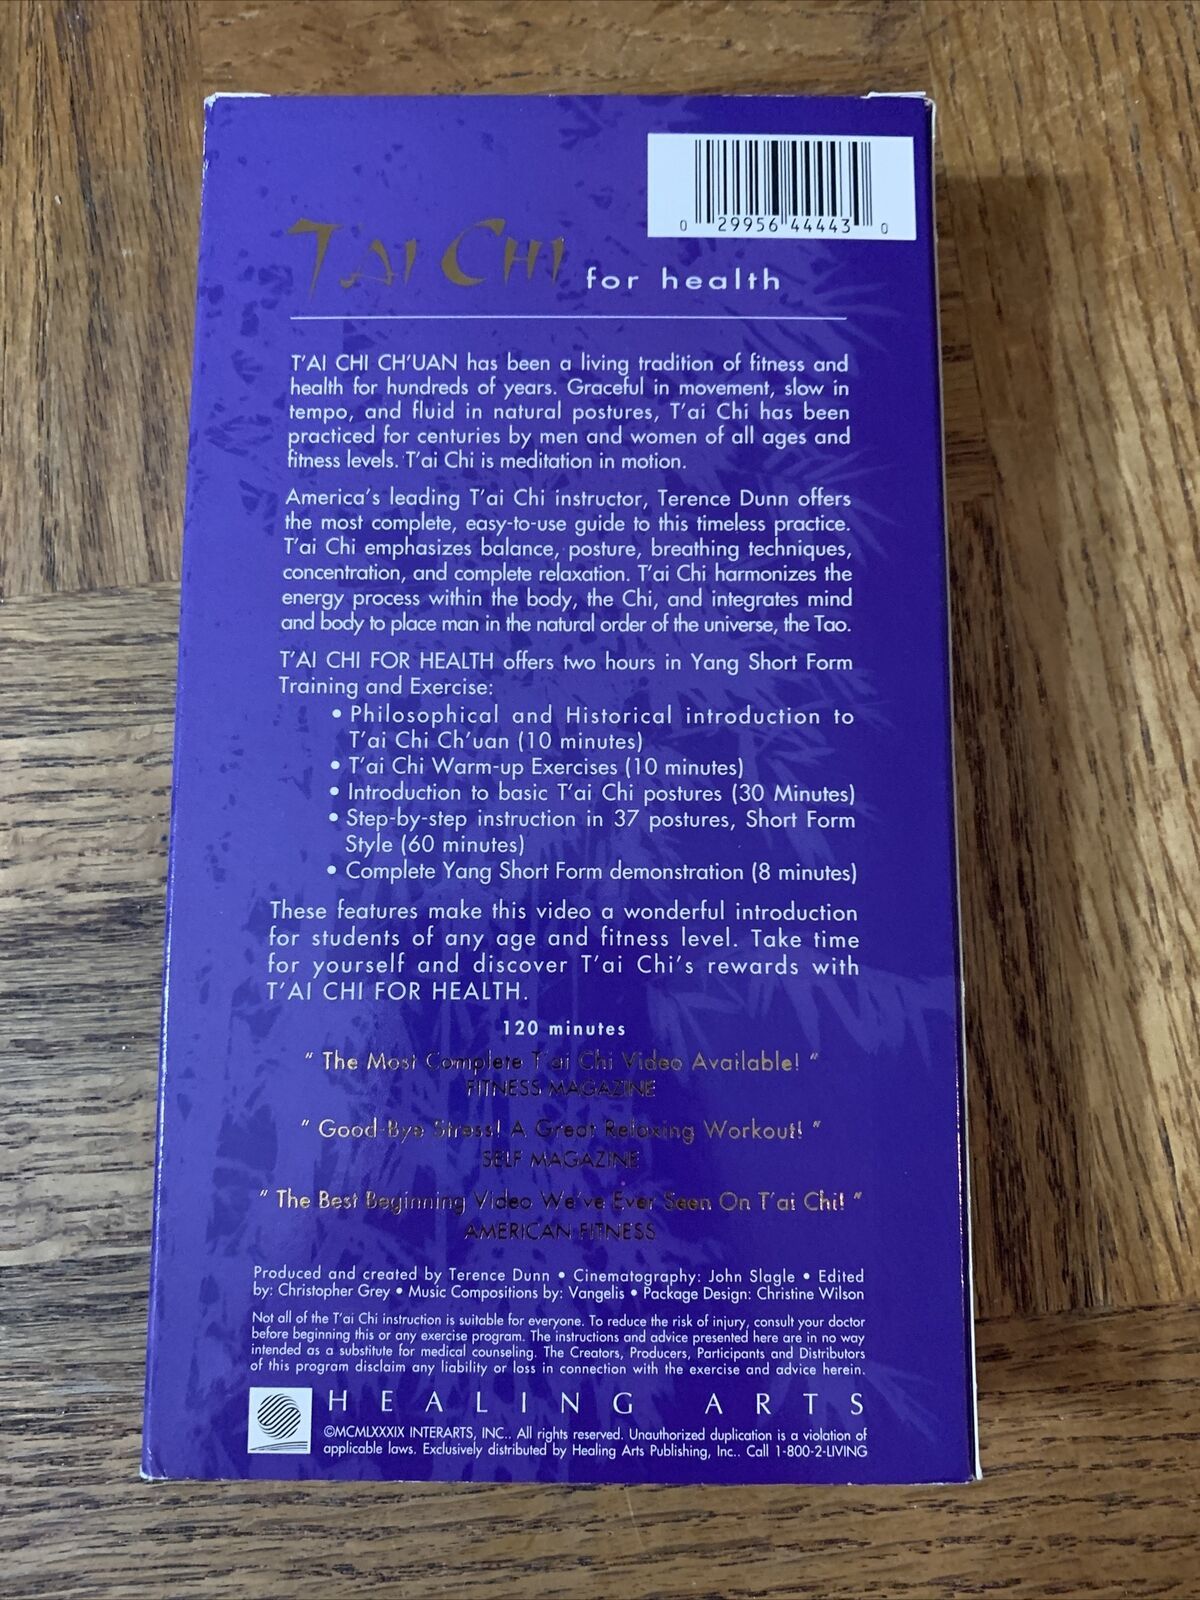 0 29956 44443 0
T'AI CHI for health
T'AI CHI CH'UAN has been a living tradition of fitness and
health for hundreds of years. Graceful in movement, slow in
tempo, and fluid in natural postures, T'ai Chi has been
practiced for centuries by men and women of all ages and
fitness levels. T'ai Chi is meditation in motion.
America's leading T'ai Chi instructor, Terence Dunn offers
the most complete, easy-to-use guide to this timeless practice.
T'ai Chi emphasizes balance, posture, breathing techniques,
concentration, and complete relaxation. T'ai Chi harmonizes the
energy process within the body, the Chi, and integrates mind
and body to place man in the natural order of the universe, the Tao.
T'AI CHI FOR HEALTH offers two hours in Yang Short Form
Training and Exercise:
• Philosophical and Historical introduction to
T'ai Chi Ch'uan (10 minutes)
• T'ai Chi Warm-up Exercises (10 minutes)
• Introduction to basic T'ai Chi postures (30 Minutes)
• Step-by-step instruction in 37 postures, Short Form
Style (60 minutes)
• Complete Yang Short Form demonstration (8 minutes)
These features make this video a wonderful introduction
for students of any age and fitness level. Take time
for yourself and discover T'ai Chi's rewards with
T'AI CHI FOR HEALTH.
120 minutes
" The Most Complete T'ai Chi Video Available! "
FITNESS MAGAZINE
" Good-Bye Stress! A Great Relaxing Workout! "
SELF MAGAZINE
" The Best Beginning Video We've Ever Seen On T'ai Chi! "
AMERICAN FITNESS
Produced and created by Terence Dunn • Cinematography: John Slagle • Edited
by: Christopher Grey • Music Compositions by: Vangelis • Package Design: Christine Wilson
Not all of the T'ai Chi instruction is suitable for everyone. To reduce the risk of injury, consult your doctor
before beginning this or any exercise program. The instructions and advice presented here are in no way
intended as a substitute for medical counseling. The Creators, Producers, Participants and Distributors
of this program disclaim any liability or loss in connection with the exercise and advice herein.
HEALING ARTS
©MCMLXXXIX INTERARTS, INC.. All rights reserved. Unauthorized duplication is a violation of
applicable laws. Exclusively distributed by Healing Arts Publishing, Inc.. Call 1-800-2-LIVING